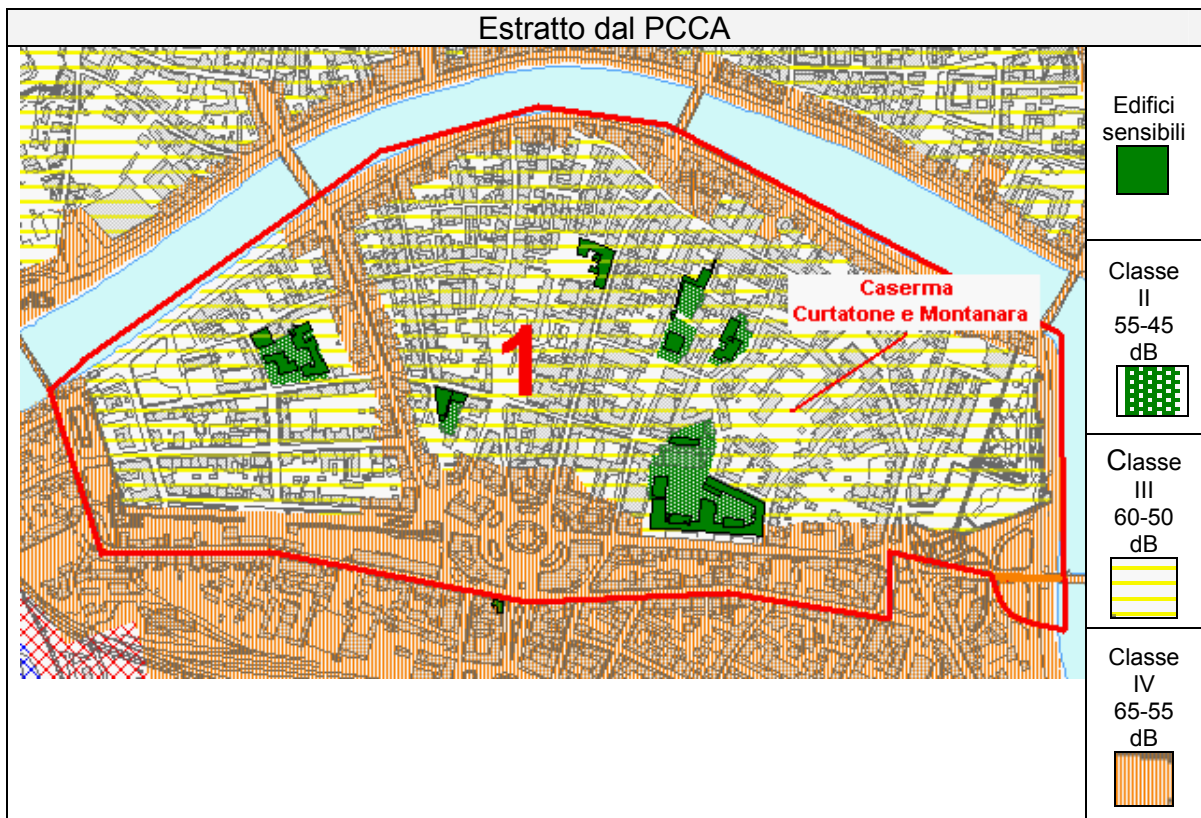 Estratto dal PCCA
Caserma
Curtatone e Montanara
1
Edifici
sensibili
Classe
II
55-45
dB
Classe
III
60-50
dB
Classe
IV
65-55
dB